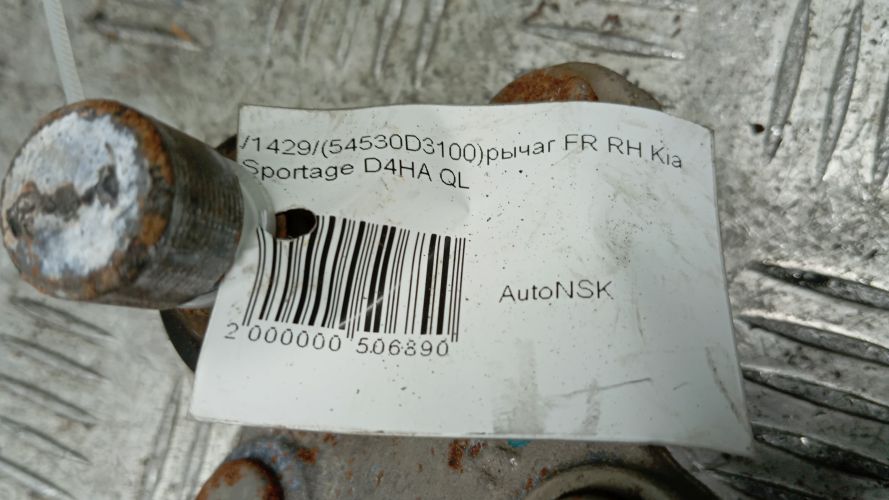 /1429/(54530D3100)рычаг FR RH Kia
Sportage D4HA QL
AutoNSK
2 000000 506890